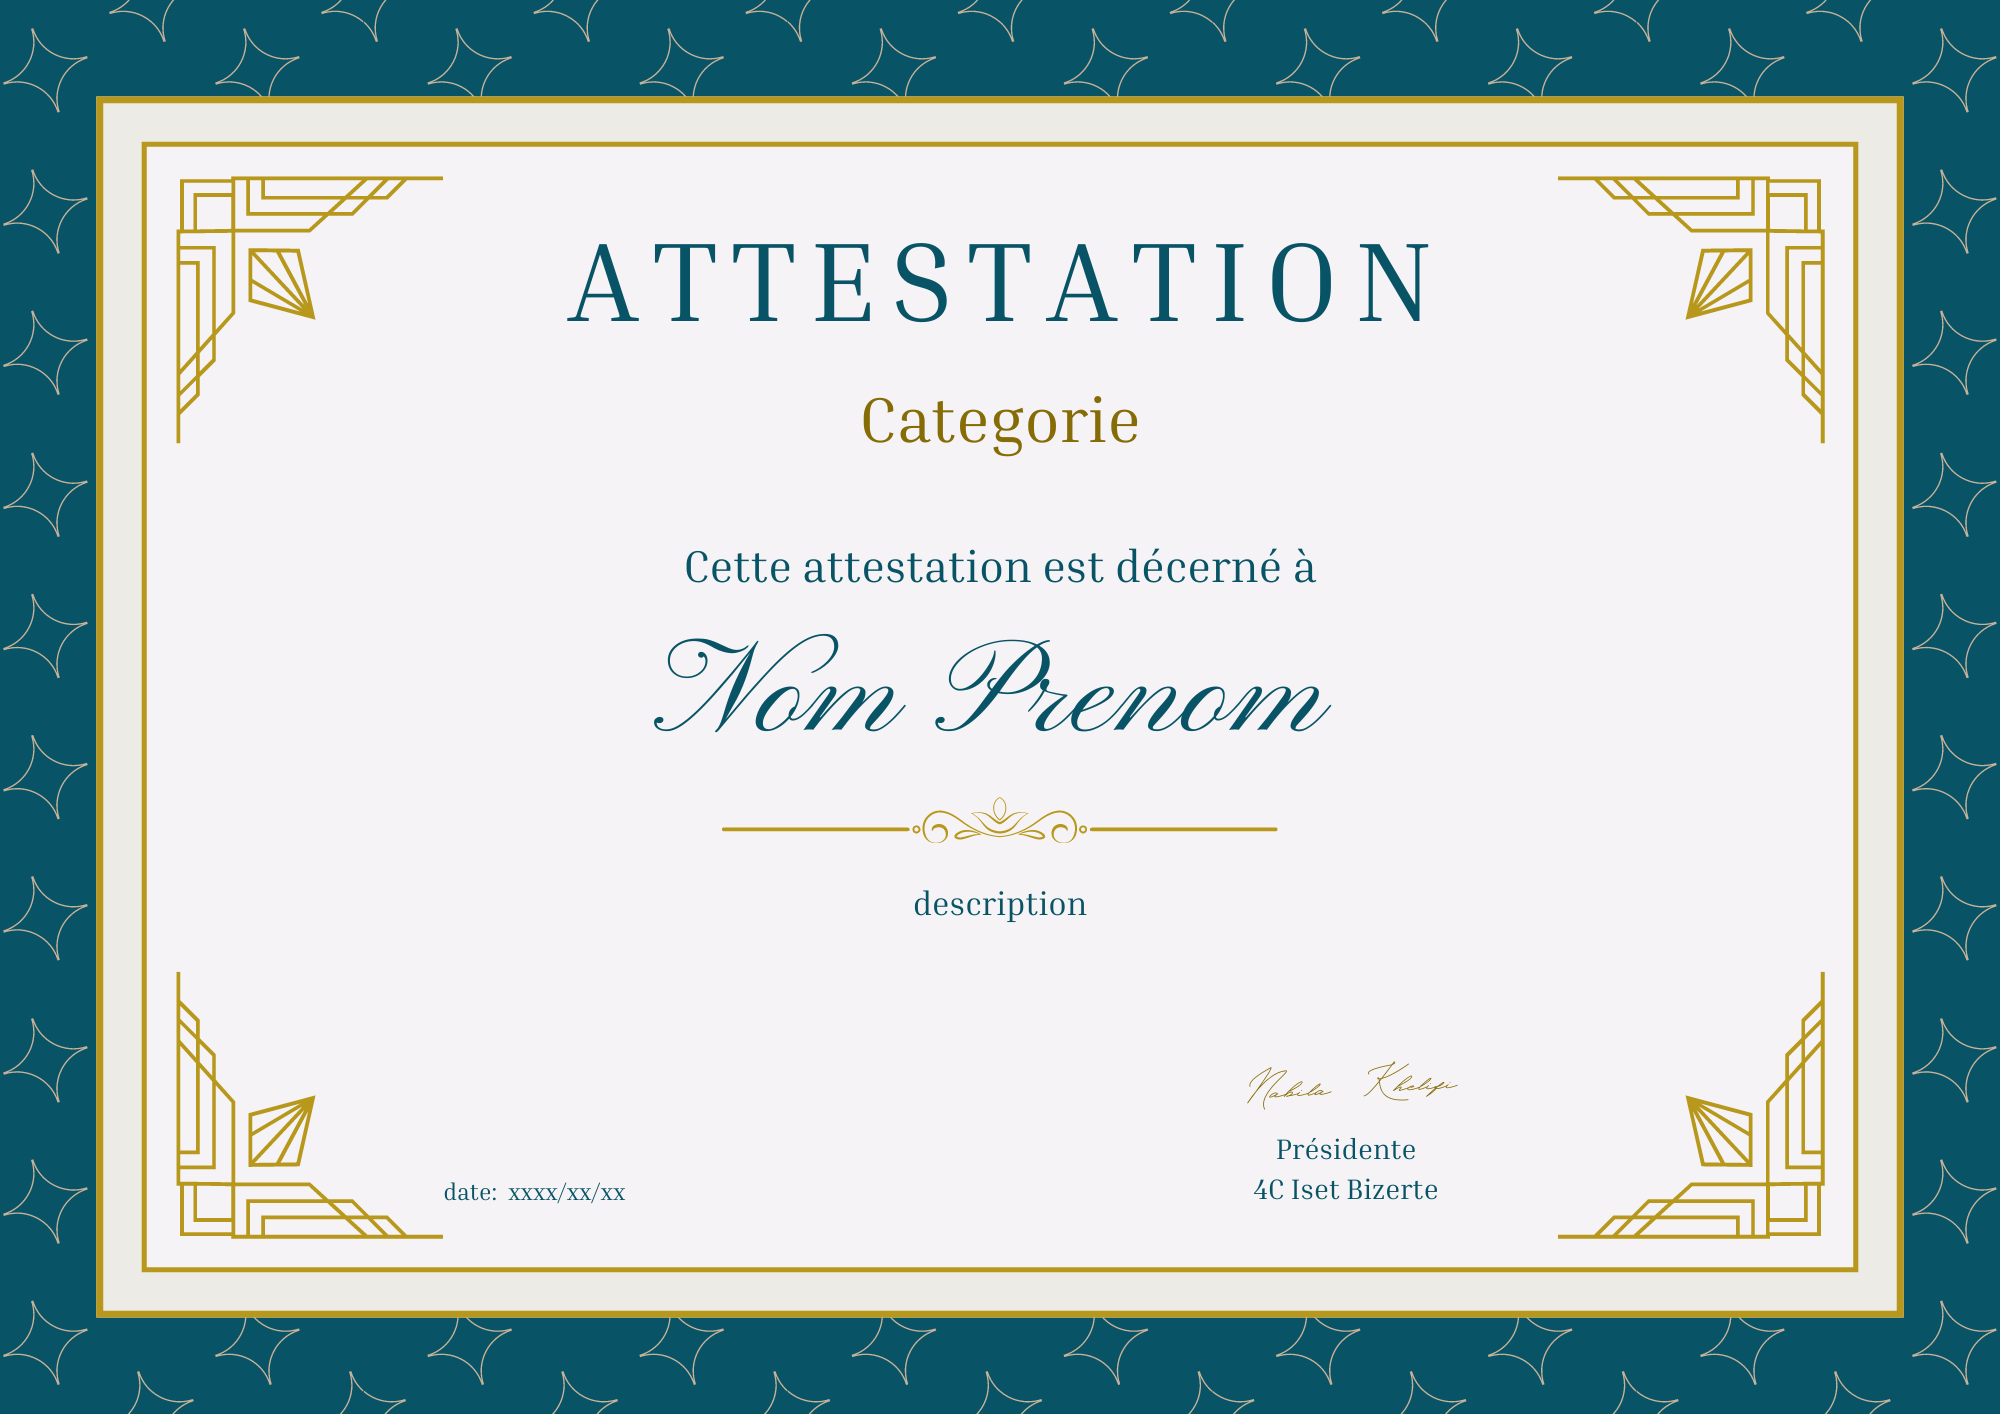 ATTESTATION
Categorie
Cette attestation est décerné à
Nom Prenom
description
Nabila Khelifi
Présidente
4C Iset Bizerte
date: xxxx/xx/xx